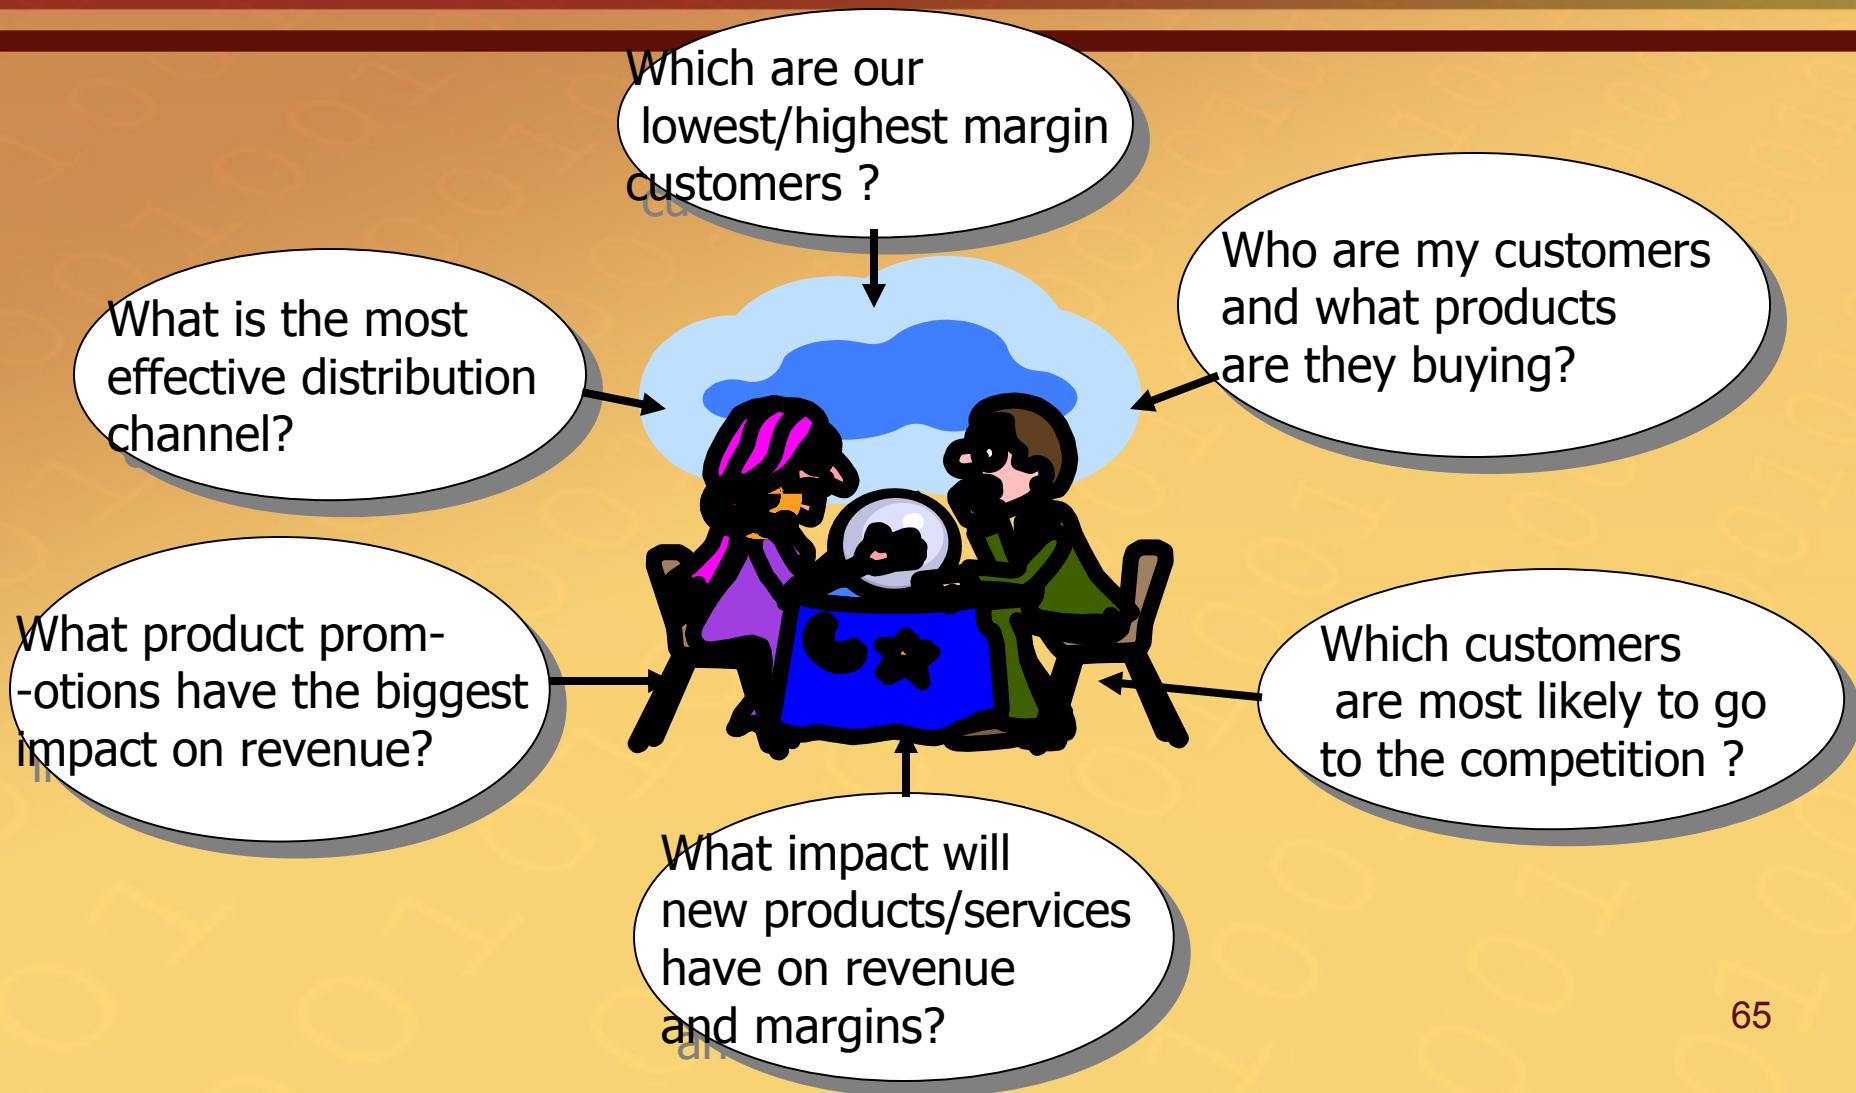 Which are our
lowest/highest margin
customers ?
Who are my customers
and what products
are they buying?
What is the most
effective distribution
channel?
What product prom-
-otions have the biggest
impact on revenue?
Which customers
are most likely to go
to the competition ?
What impact will
new products/services
have on revenue
and margins?
65